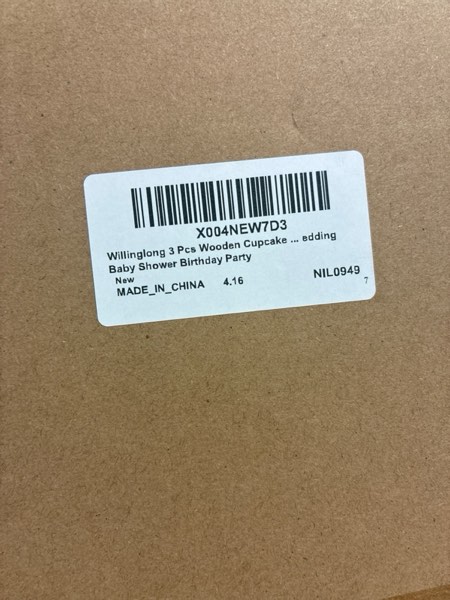 X004NEW7D3
Willinglong 3 Pcs Wooden Cupcake ... edding
Baby Shower Birthday Party
New
MADE_IN_CHINA 4.16 NIL0949
7